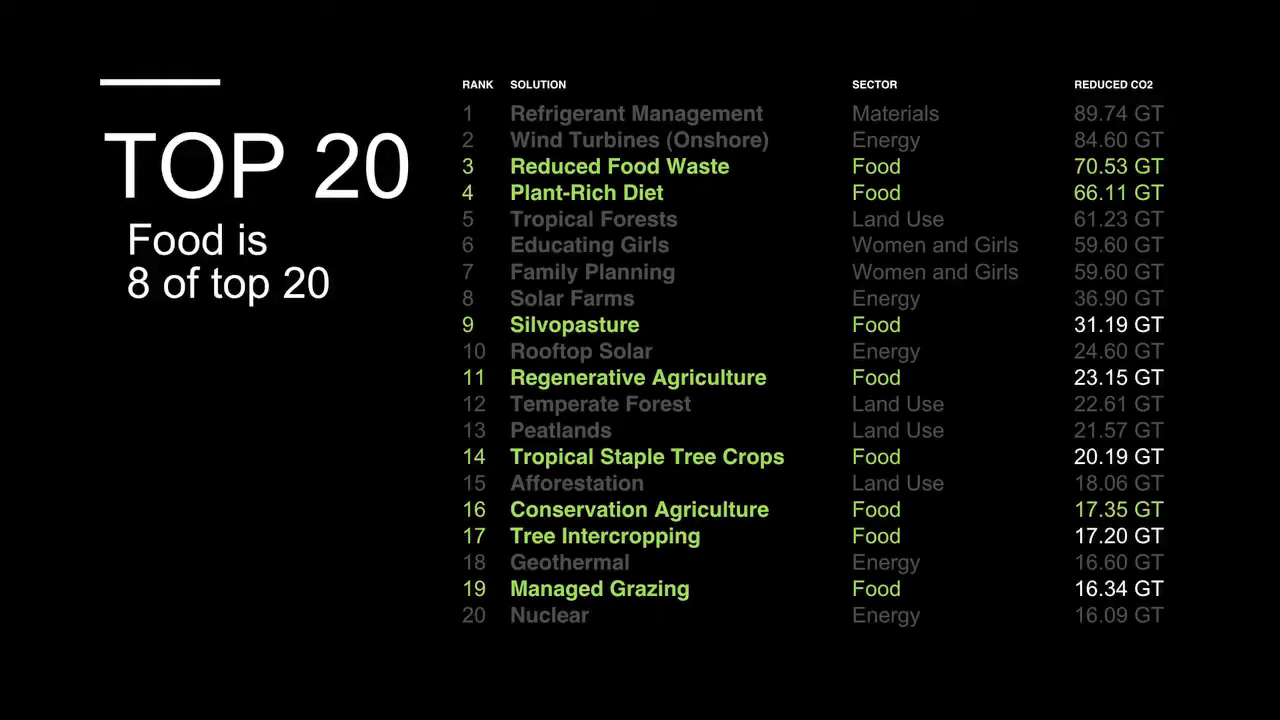 TOP 20
Food is
8 of top 20
RANK SOLUTION SECTOR REDUCED CO2
1 Refrigerant Management Materials 89.74 GT
2 Wind Turbines (Onshore) Energy 84.60 GT
3 Reduced Food Waste Food 70.53 GT
4 Plant-Rich Diet Food 66.11 GT
5 Tropical Forests Land Use 61.23 GT
6 Educating Girls Women and Girls 59.60 GT
7 Family Planning Women and Girls 59.60 GT
8 Solar Farms Energy 36.90 GT
9 Silvopasture Food 31.19 GT
10 Rooftop Solar Energy 24.60 GT
11 Regenerative Agriculture Food 23.15 GT
12 Temperate Forest Land Use 22.61 GT
13 Peatlands Land Use 21.57 GT
14 Tropical Staple Tree Crops Food 20.19 GT
15 Afforestation Land Use 18.06 GT
16 Conservation Agriculture Food 17.35 GT
17 Tree Intercropping Food 17.20 GT
18 Geothermal Energy 16.60 GT
19 Managed Grazing Food 16.34 GT
20 Nuclear Energy 16.09 GT